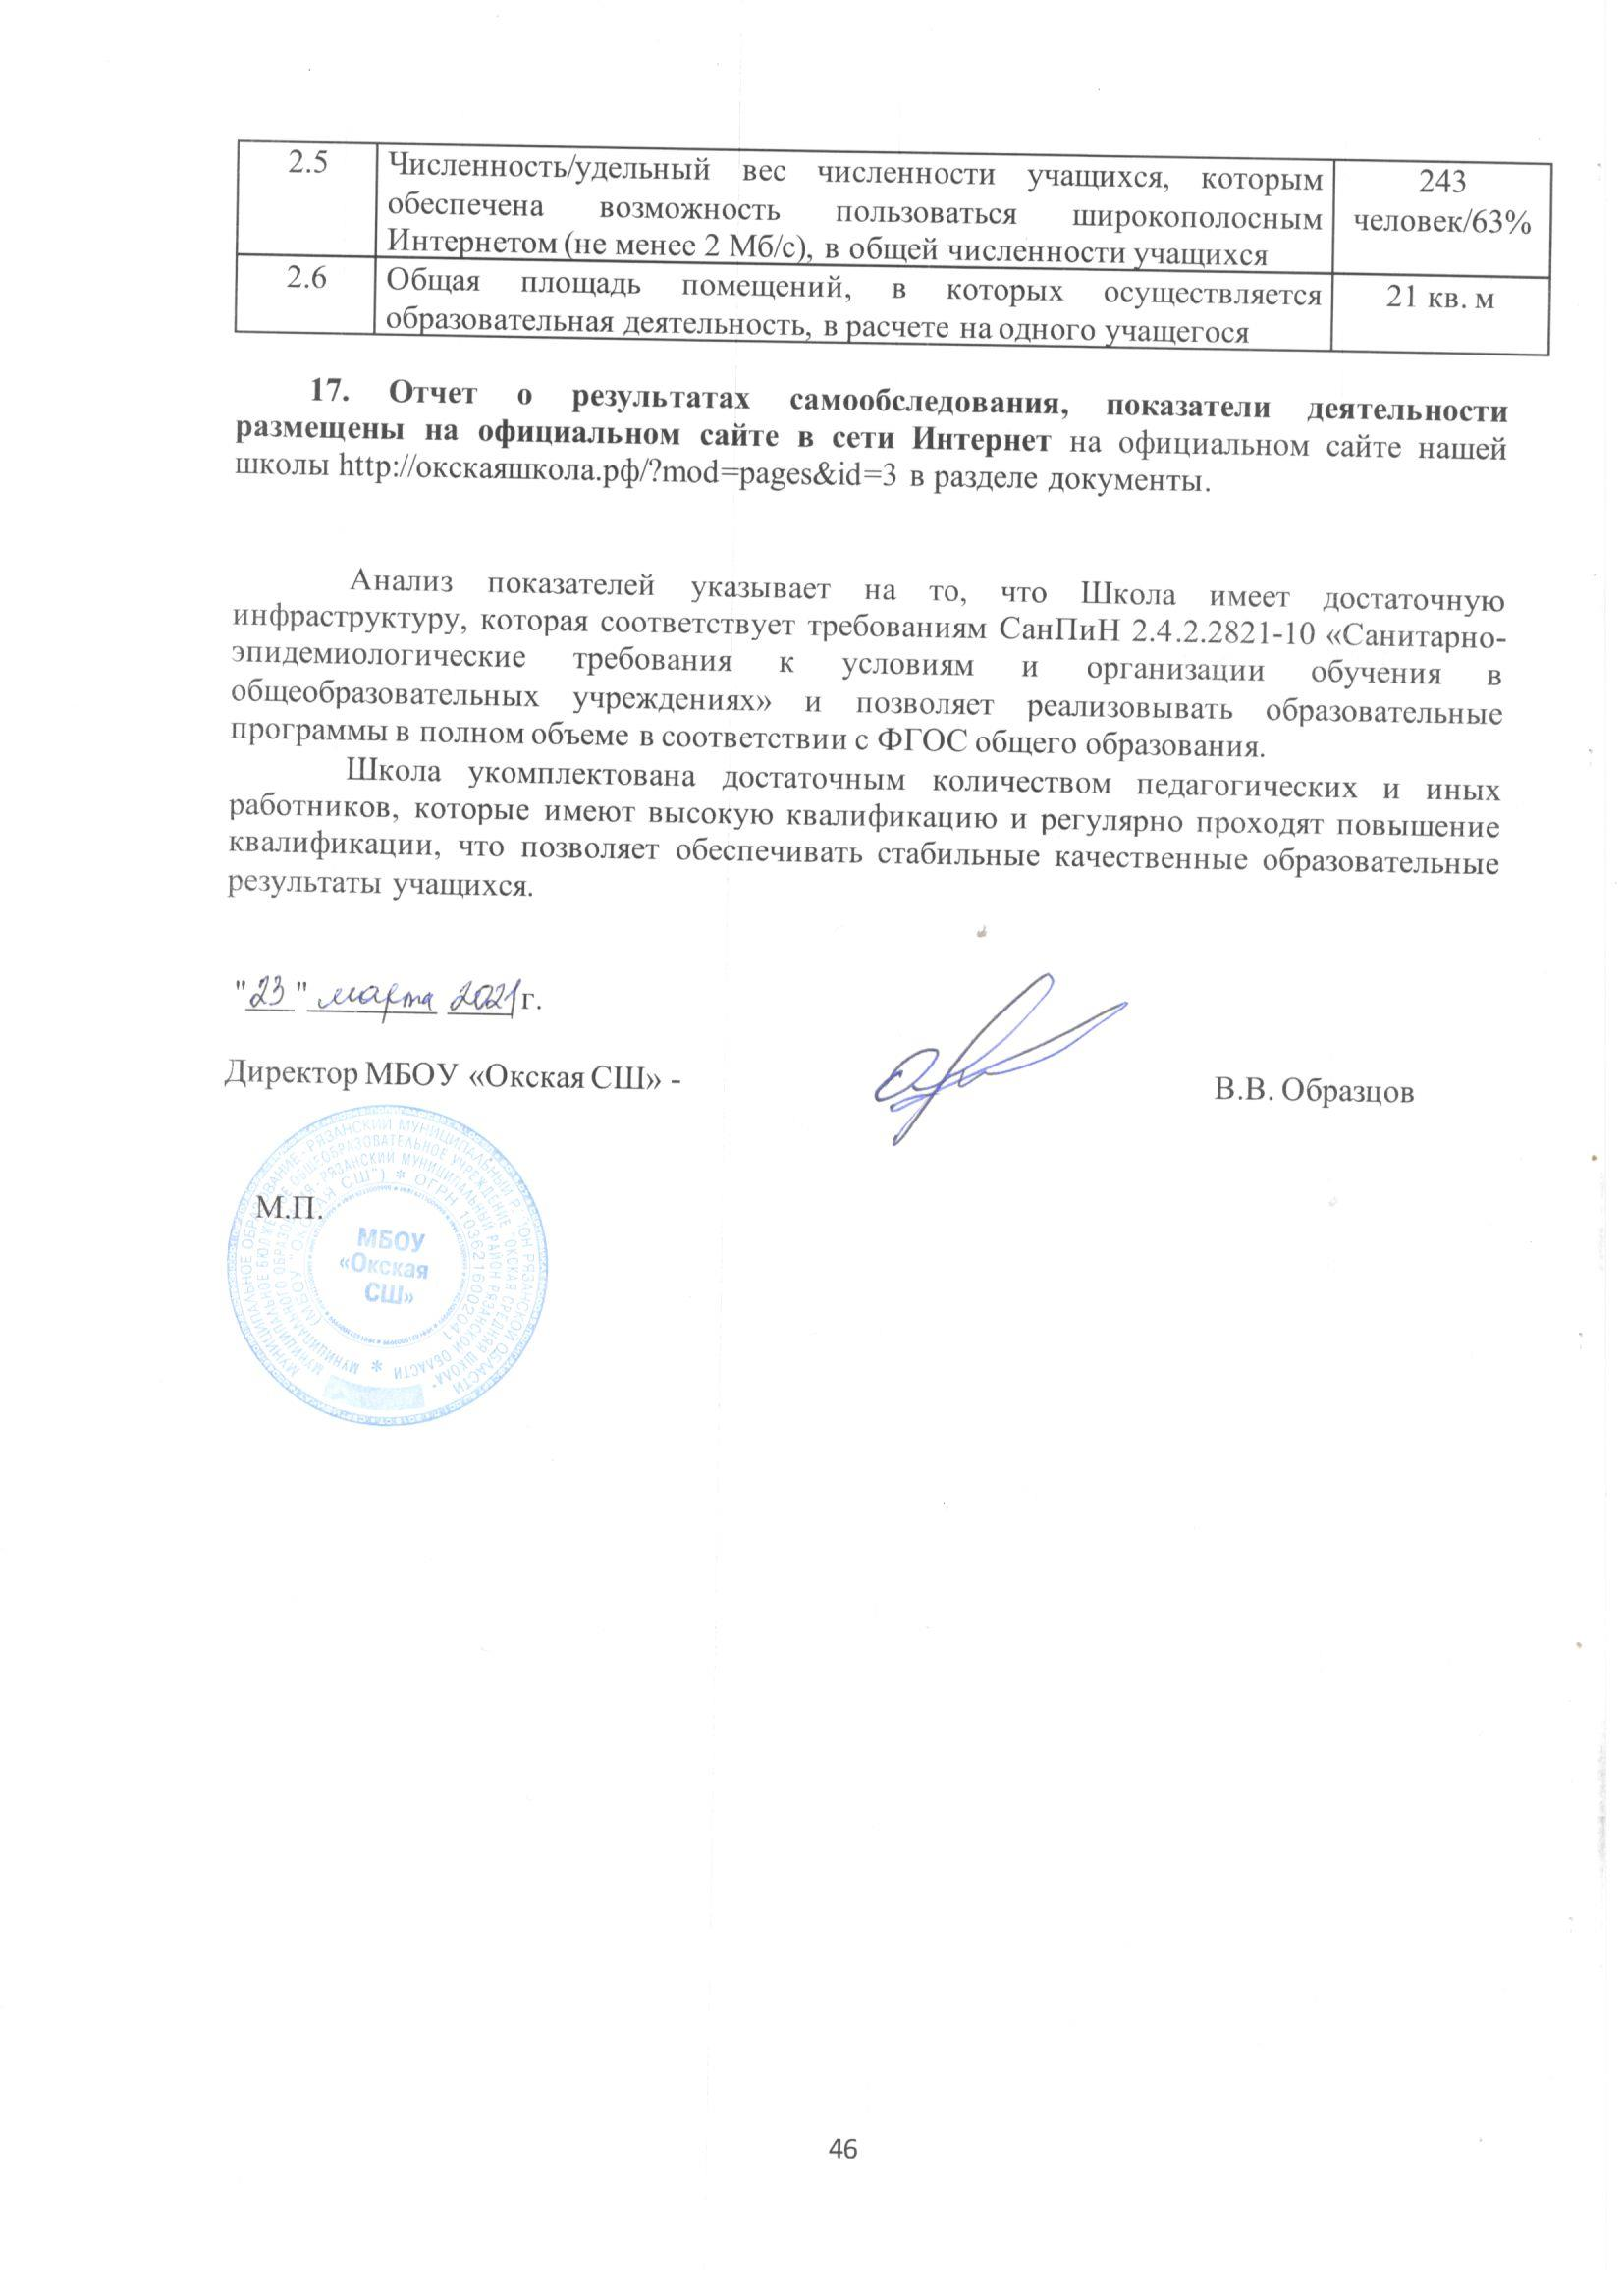 2.5
Численность/удельный вес численности учащихся, которым
обеспечена возможность пользоваться широкополосным
Интернетом (не менее 2 Мб/с), в общей численности учащихся
243
человек/63%
2.6
Общая площадь помещений, в которых осуществляется
образовательная деятельность, в расчете на одного учащегося
21 кв. м
17. Отчет о результатах самообследования, показатели деятельности
размещены на официальном сайте в сети Интернет на официальном сайте нашей
школы http://окскаяшкола.рф/?mod=pages&id=3 в разделе документы.
Анализ показателей указывает на то, что Школа имеет достаточную
инфраструктуру, которая соответствует требованиям СанПиН 2.4.2.2821-10 «Санитарно-
эпидемиологические требования к условиям и организации обучения в
общеобразовательных учреждениях» и позволяет реализовывать образовательные
программы в полном объеме в соответствии с ФГОС общего образования.
Школа укомплектована достаточным количеством педагогических и иных
работников, которые имеют высокую квалификацию и регулярно проходят повышение
квалификации, что позволяет обеспечивать стабильные качественные образовательные
результаты учащихся.
"23" марта 2021г.
Директор МБОУ «Окская СШ» -
В.В. Образцов
М.П.
МБОУ
«Окская
СШ»
ОГРН 1036216002041
46